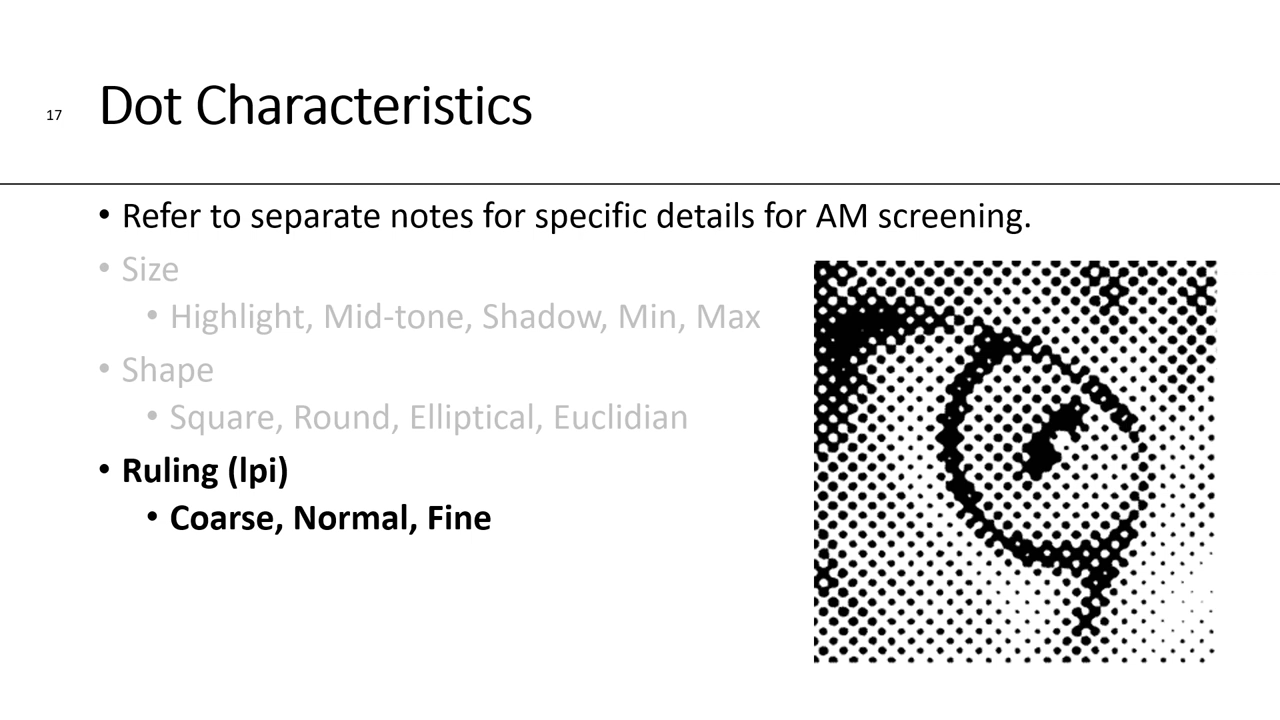 17
Dot Characteristics
• Refer to separate notes for specific details for AM screening.
• Size
• Highlight, Mid-tone, Shadow, Min, Max
• Shape
• Square, Round, Elliptical, Euclidian
• Ruling (lpi)
• Coarse, Normal, Fine